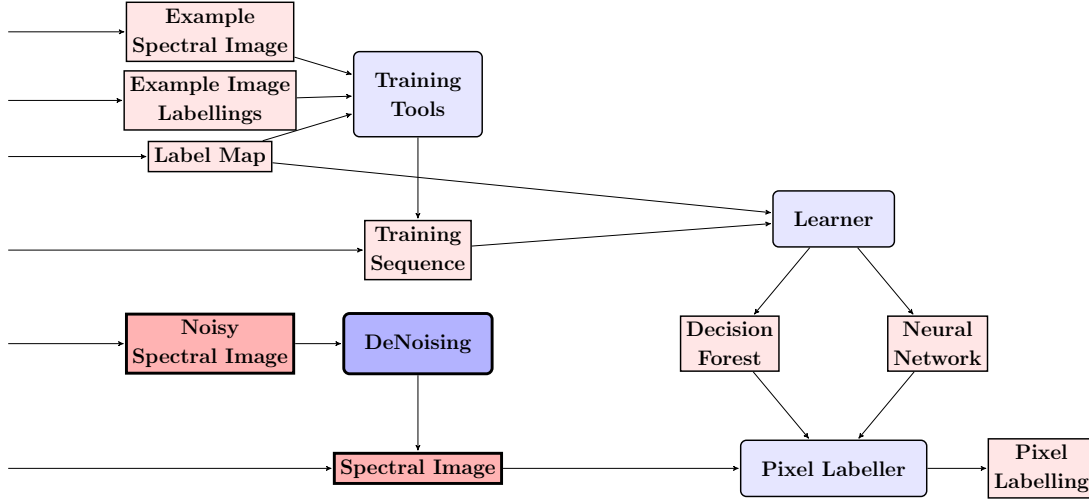 Example
Spectral Image
Example Image
Labellings
Label Map
Training
Tools
Training
Sequence
Learner
Noisy
Spectral Image
DeNoising
Decision
Forest
Neural
Network
Spectral Image
Pixel Labeller
Pixel
Labelling